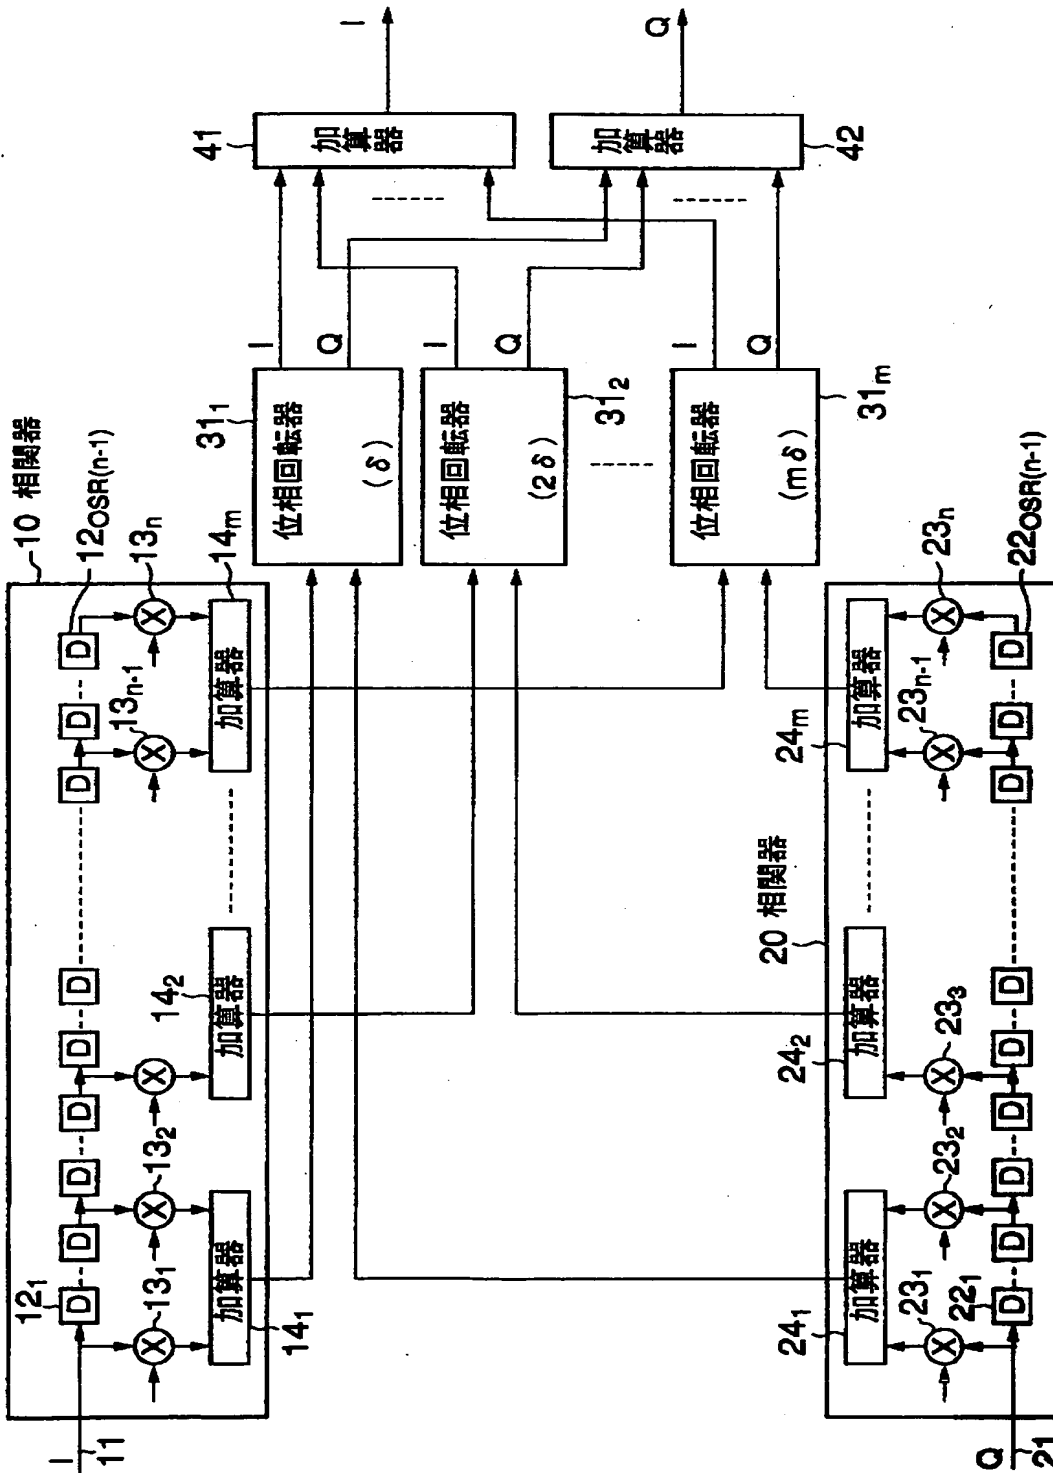 10 相関器
I
11
12₁
D
D
D
D
D
D
D
D
D
12OSR(n-1)
13₁
13₂
13n-1
13n
X
X
X
X
X
加算器
14₁
加算器
14₂
加算器
14m
位相回転器
(δ)
31₁
I
Q
位相回転器
(2δ)
31₂
I
Q
位相回転器
(mδ)
31m
I
Q
加算器
41
I
加算器
42
Q
20 相関器
加算器
24₁
加算器
24₂
加算器
24m
23₁
23₂
23₃
23n-1
23n
X
X
X
X
X
22₁
D
D
D
D
D
D
D
D
D
22OSR(n-1)
Q
21